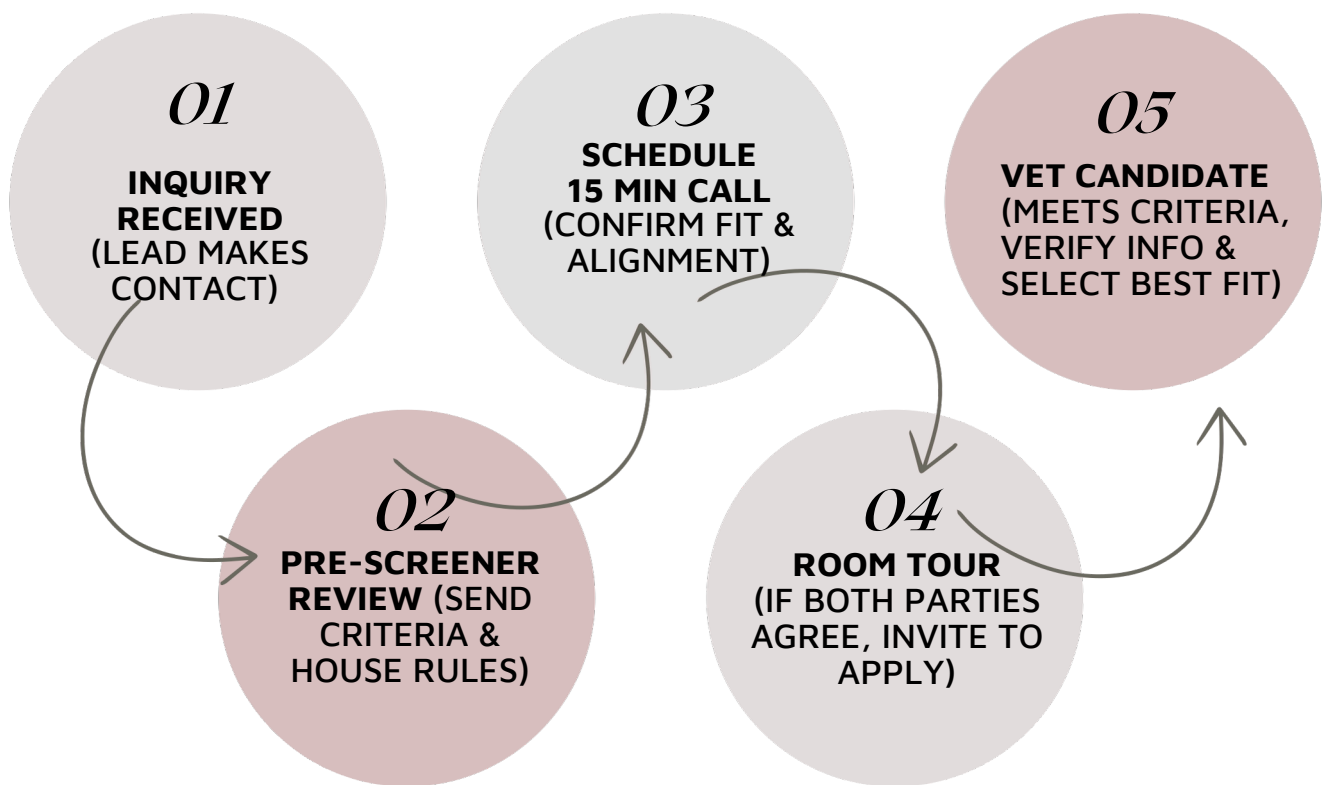 01
INQUIRY
RECEIVED
(LEAD MAKES
CONTACT)
02
PRE-SCREENER
REVIEW (SEND
CRITERIA &
HOUSE RULES)
03
SCHEDULE
15 MIN CALL
(CONFIRM FIT &
ALIGNMENT)
04
ROOM TOUR
(IF BOTH PARTIES
AGREE, INVITE TO
APPLY)
05
VET CANDIDATE
(MEETS CRITERIA,
VERIFY INFO &
SELECT BEST FIT)